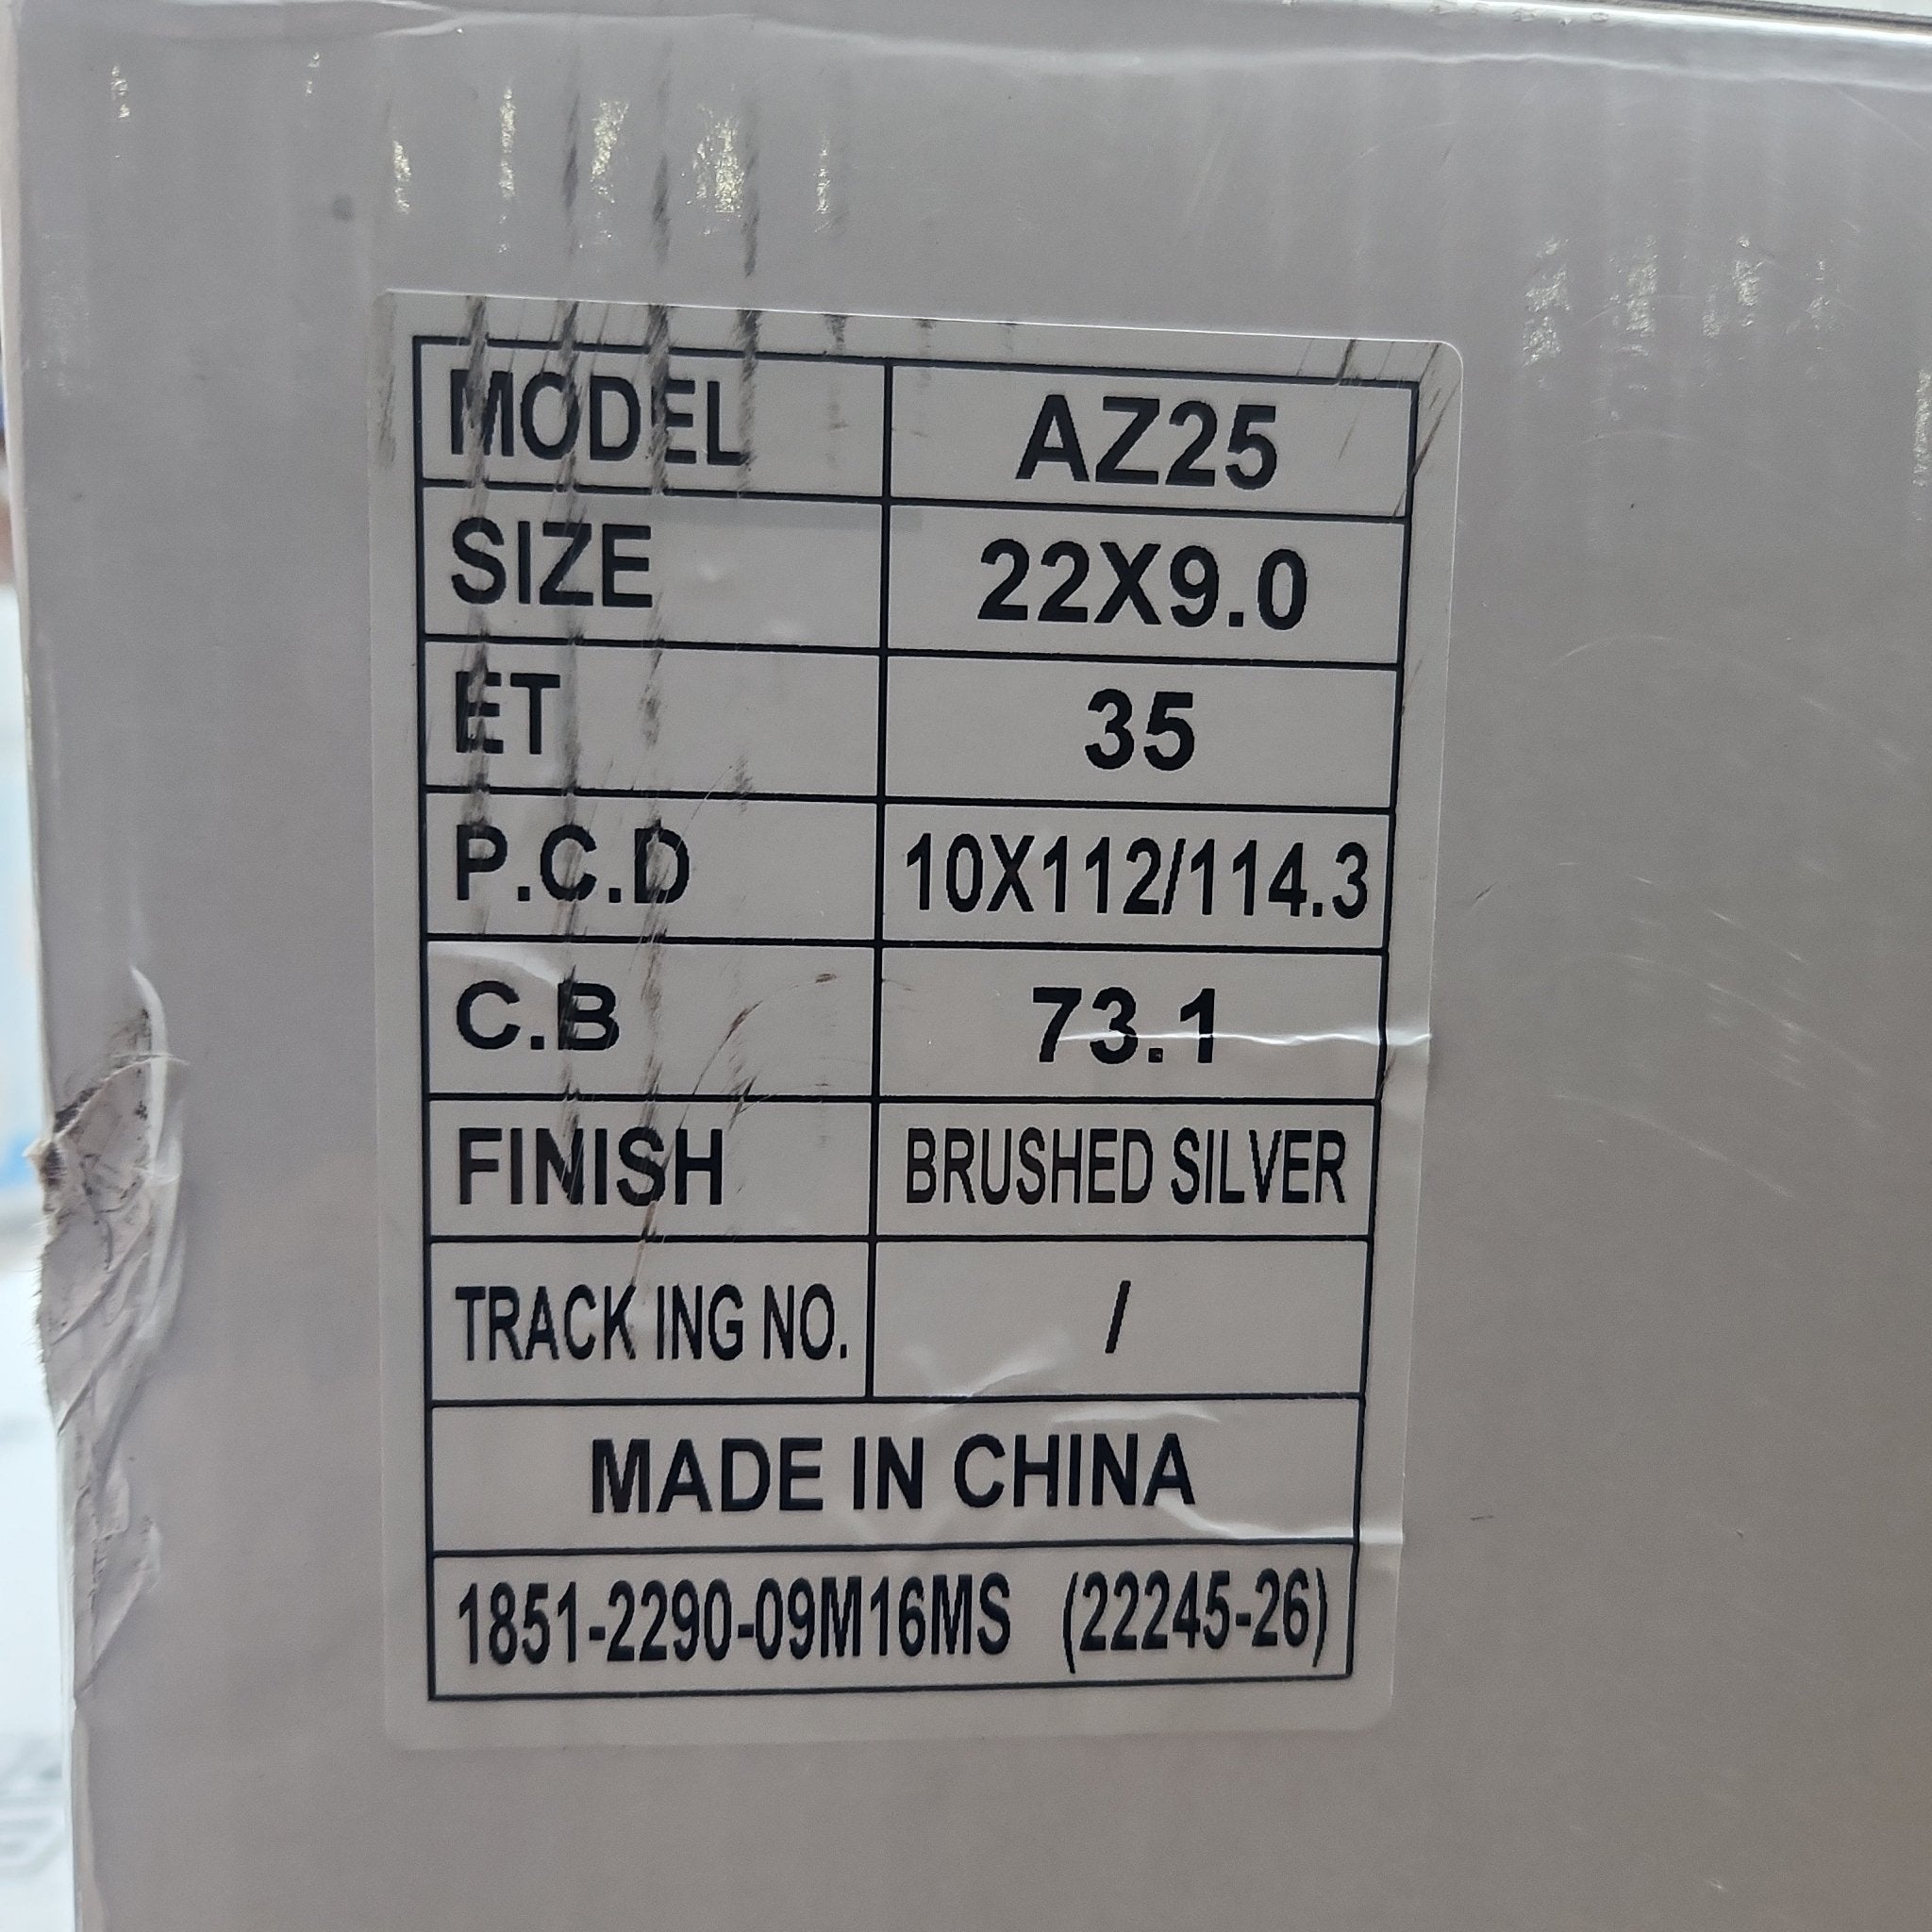 MODEL AZ25
SIZE 22X9.0
ET 35
P.C.D 10X112/114.3
C.B 73.1
FINISH BRUSHED SILVER
TRACK ING NO. /
MADE IN CHINA
1851-2290-09M16MS (22245-26)